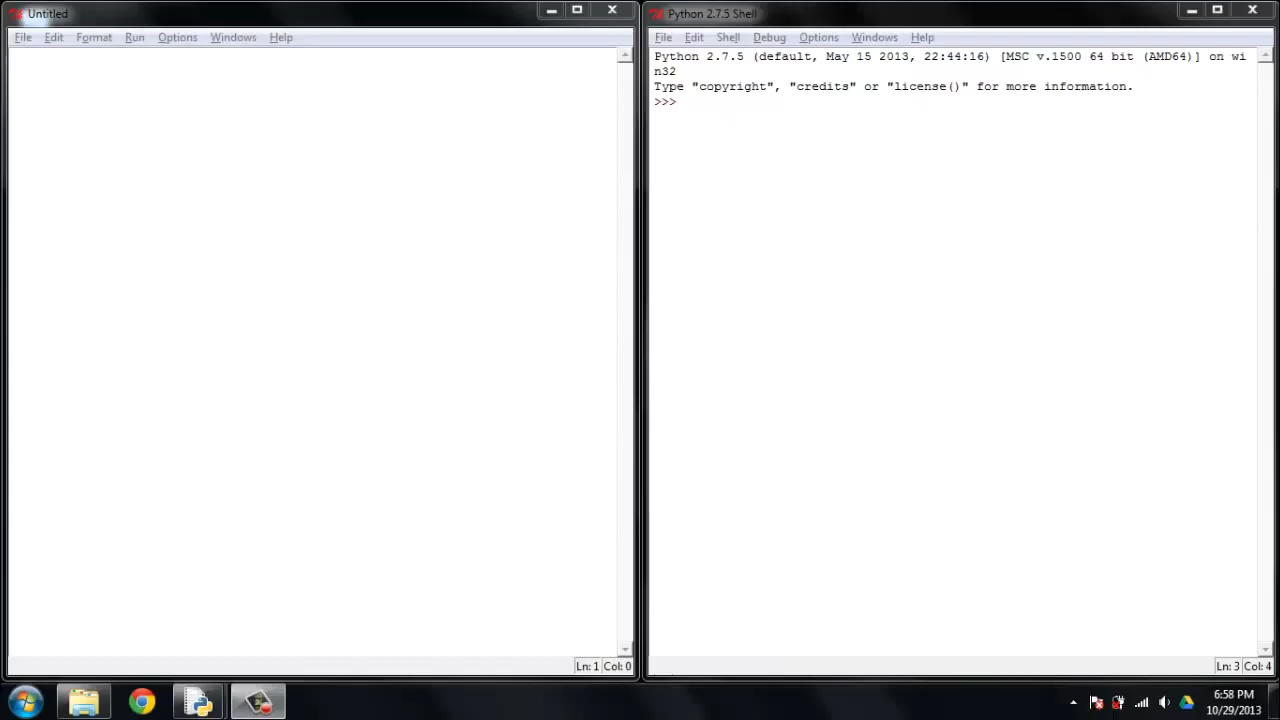 Untitled
File Edit Format Run Options Windows Help
Ln: 1 Col: 0
Python 2.7.5 Shell
File Edit Shell Debug Options Windows Help
Python 2.7.5 (default, May 15 2013, 22:44:16) [MSC v.1500 64 bit (AMD64)] on wi
n32
Type "copyright", "credits" or "license()" for more information.
>>>
Ln: 3 Col: 4
6:58 PM
10/29/2013